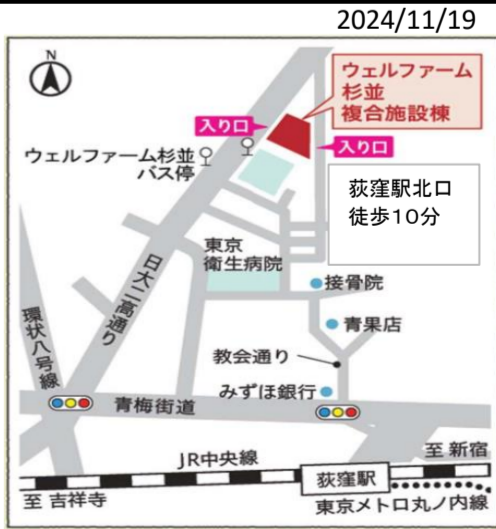 2024/11/19
N
ウェルファーム
杉並
複合施設棟
入り口
入り口
ウェルファーム杉並
バス停
荻窪駅北口
徒歩10分
東京
衛生病院
日大二高通り
接骨院
環状八号線
青果店
教会通り
みずほ銀行
青梅街道
JR中央線
至 新宿
荻窪駅
至 吉祥寺
東京メトロ丸ノ内線